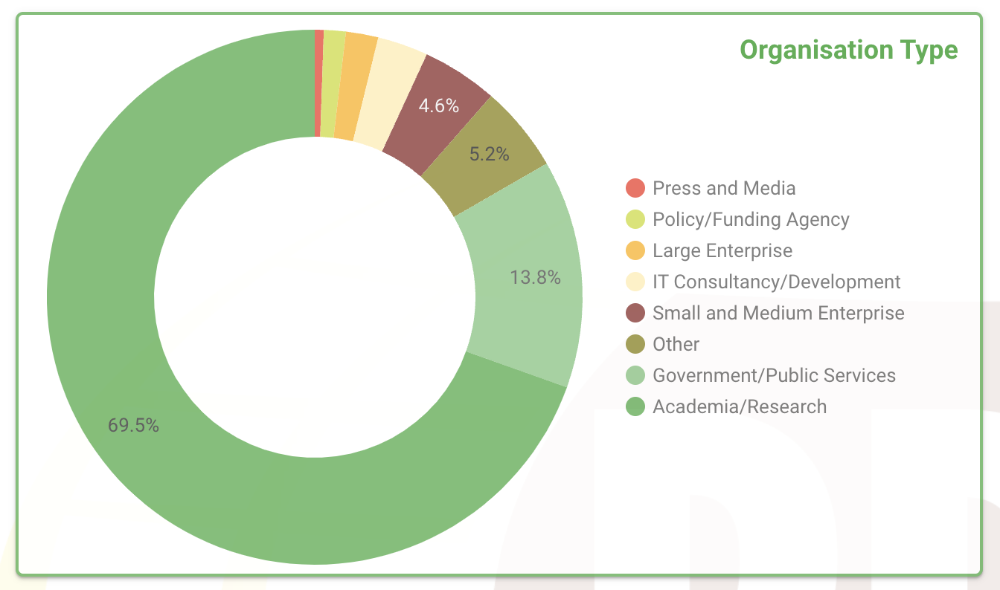 Organisation Type
4.6%
5.2%
13.8%
69.5%
Press and Media
Policy/Funding Agency
Large Enterprise
IT Consultancy/Development
Small and Medium Enterprise
Other
Government/Public Services
Academia/Research